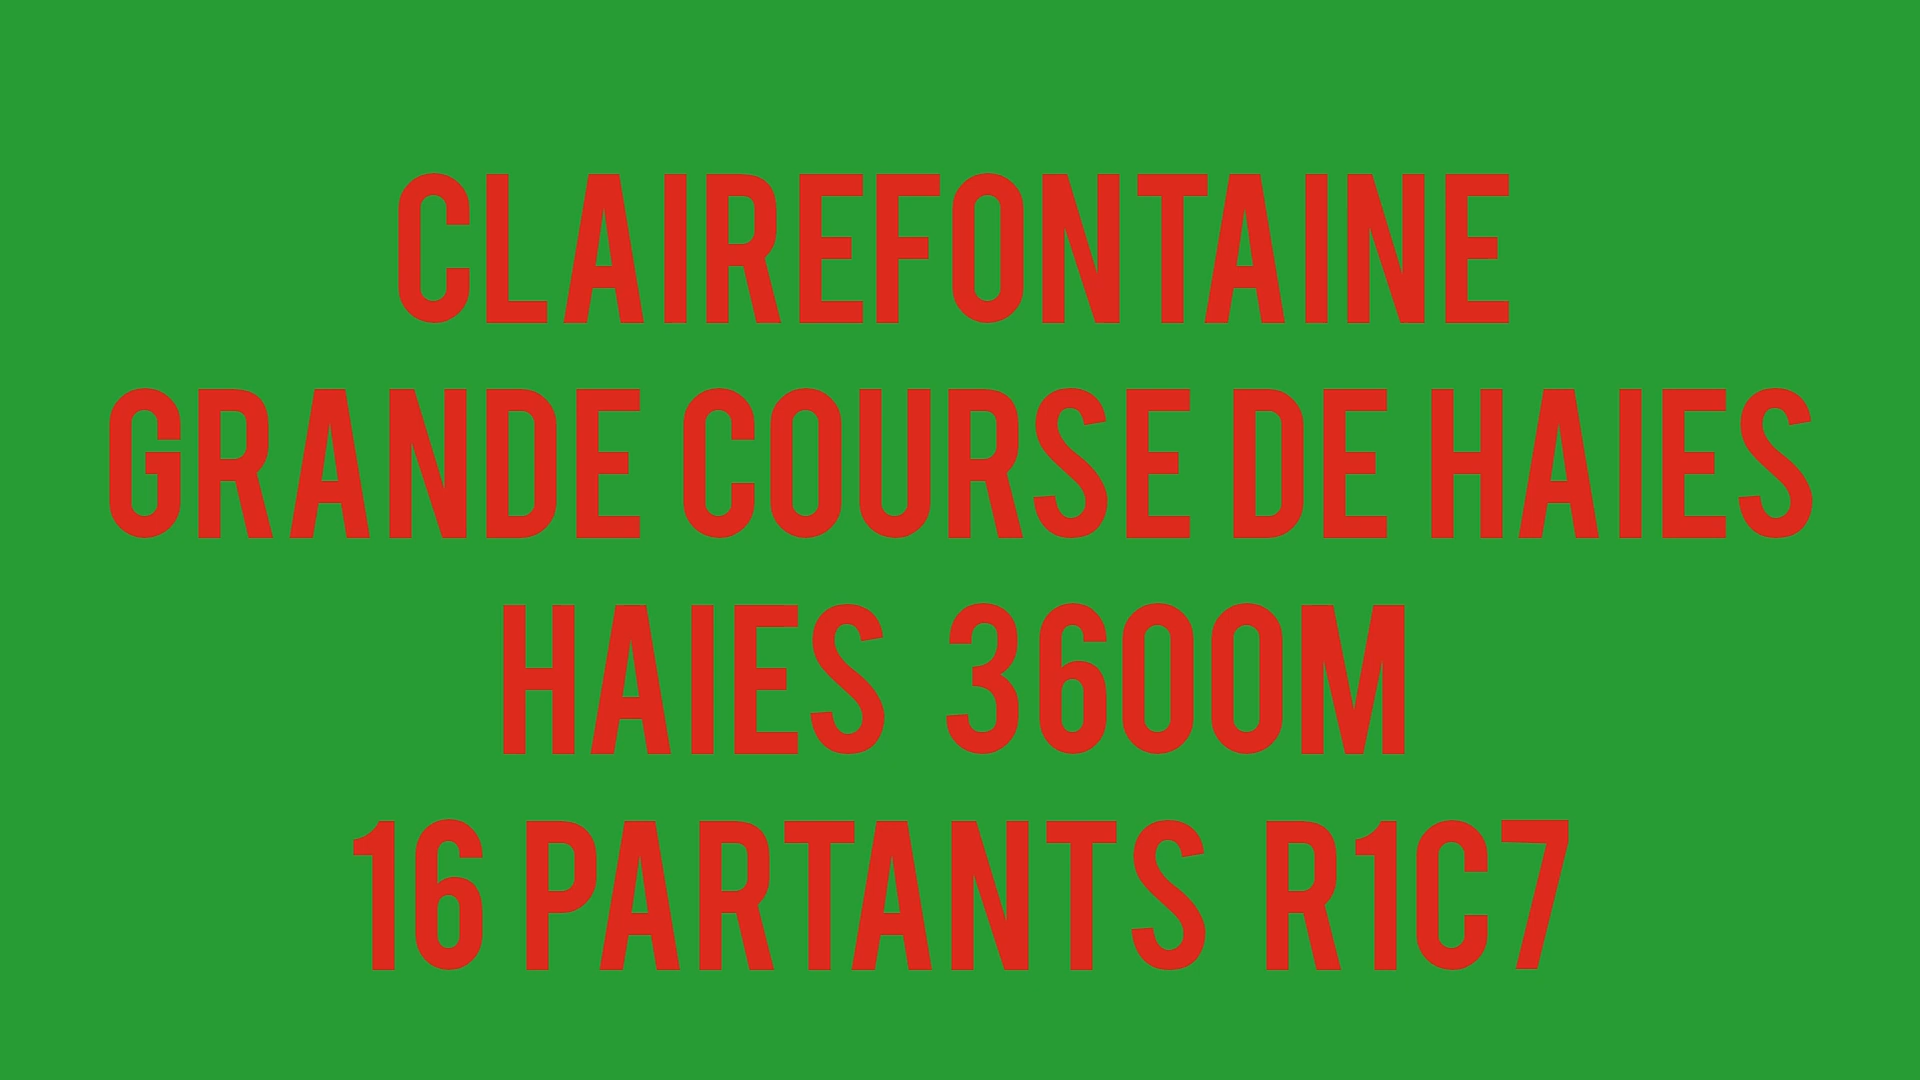 CLAIREFONTAINE
GRANDE COURSE DE HAIES
HAIES 3600M
16 PARTANTS R1C7